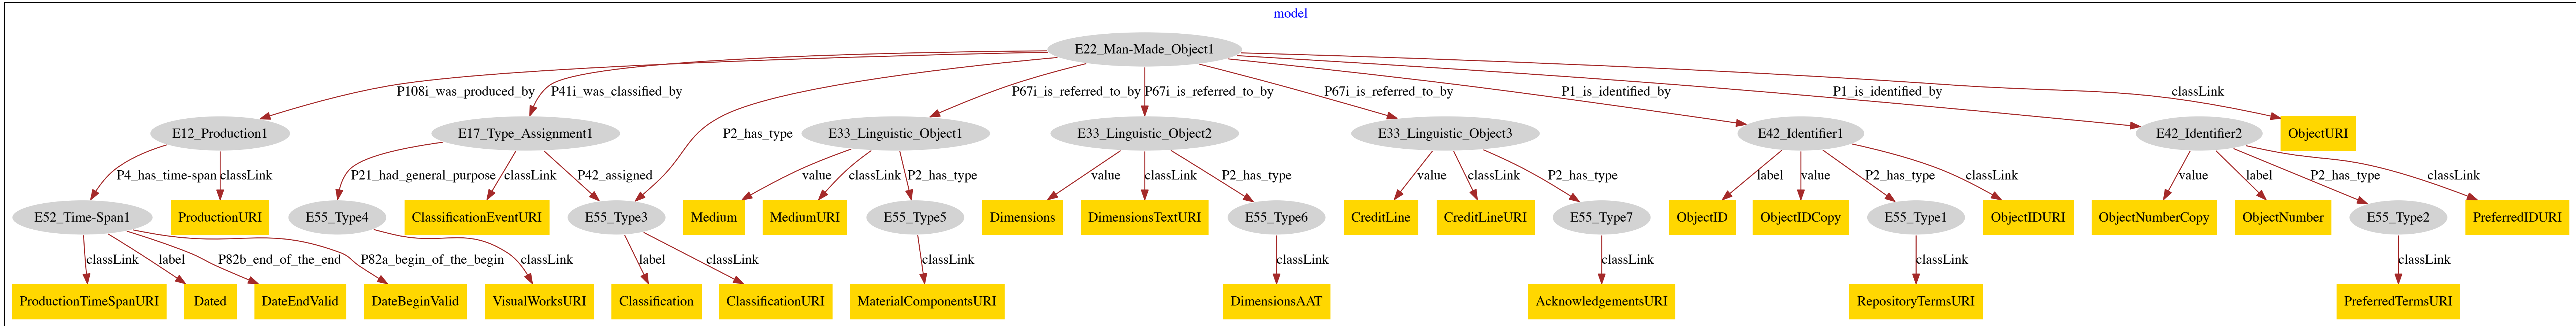 model
E22_Man-Made_Object1
P108i_was_produced_by
P41i_was_classified_by
P67i_is_referred_to_by
P67i_is_referred_to_by
P67i_is_referred_to_by
P1_is_identified_by
P1_is_identified_by
classLink
E12_Production1
E17_Type_Assignment1
P2_has_type
E33_Linguistic_Object1
E33_Linguistic_Object2
E33_Linguistic_Object3
E42_Identifier1
E42_Identifier2
ObjectURI
P4_has_time-span
classLink
P21_had_general_purpose
classLink
P42_assigned
value
classLink
P2_has_type
value
classLink
P2_has_type
value
classLink
P2_has_type
label
value
P2_has_type
classLink
value
label
P2_has_type
classLink
E52_Time-Span1
ProductionURI
E55_Type4
ClassificationEventURI
E55_Type3
Medium
MediumURI
E55_Type5
Dimensions
DimensionsTextURI
E55_Type6
CreditLine
CreditLineURI
E55_Type7
ObjectID
ObjectIDCopy
E55_Type1
ObjectIDURI
ObjectNumberCopy
ObjectNumber
E55_Type2
PreferredIDURI
classLink
label
P82b_end_of_the_end
P82a_begin_of_the_begin
classLink
label
classLink
classLink
classLink
classLink
classLink
classLink
ProductionTimeSpanURI
Dated
DateEndValid
DateBeginValid
VisualWorksURI
Classification
ClassificationURI
MaterialComponentsURI
DimensionsAAT
AcknowledgementsURI
RepositoryTermsURI
PreferredTermsURI